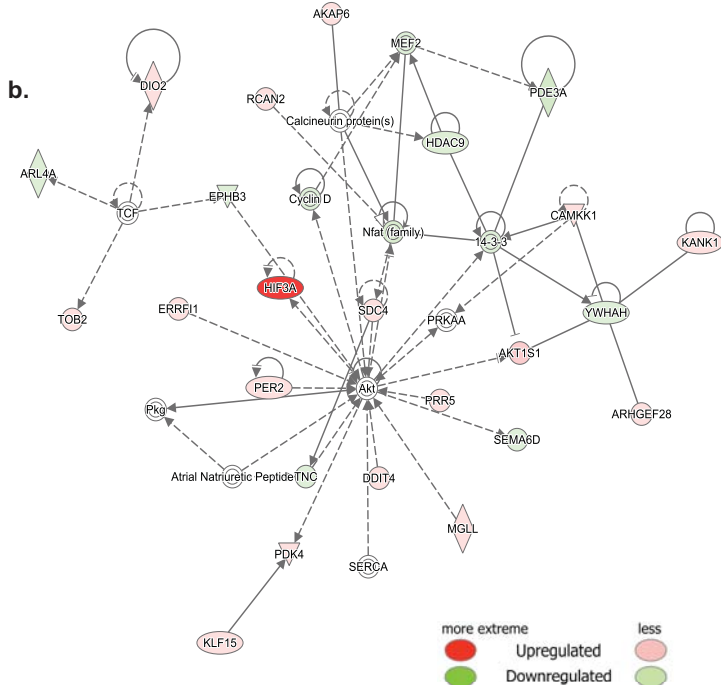 AKAP6
MEF2
b.
DIO2
RCAN2
PDE3A
Calcineurin protein(s)
HDAC9
ARL4A
EPHB3
Cyclin D
TCF
CAMKK1
Nfat (family)
14-3-3
KANK1
HIF3A
ERRFI1
SDC4
TOB2
PRKAA
YWHAH
AKT1S1
PER2
Akt
Pkg
PRR5
ARHGEF28
SEMA6D
Atrial Natriuretic Peptide
TNC
DDIT4
MGLL
PDK4
SERCA
KLF15
more extreme
less
Upregulated
Downregulated